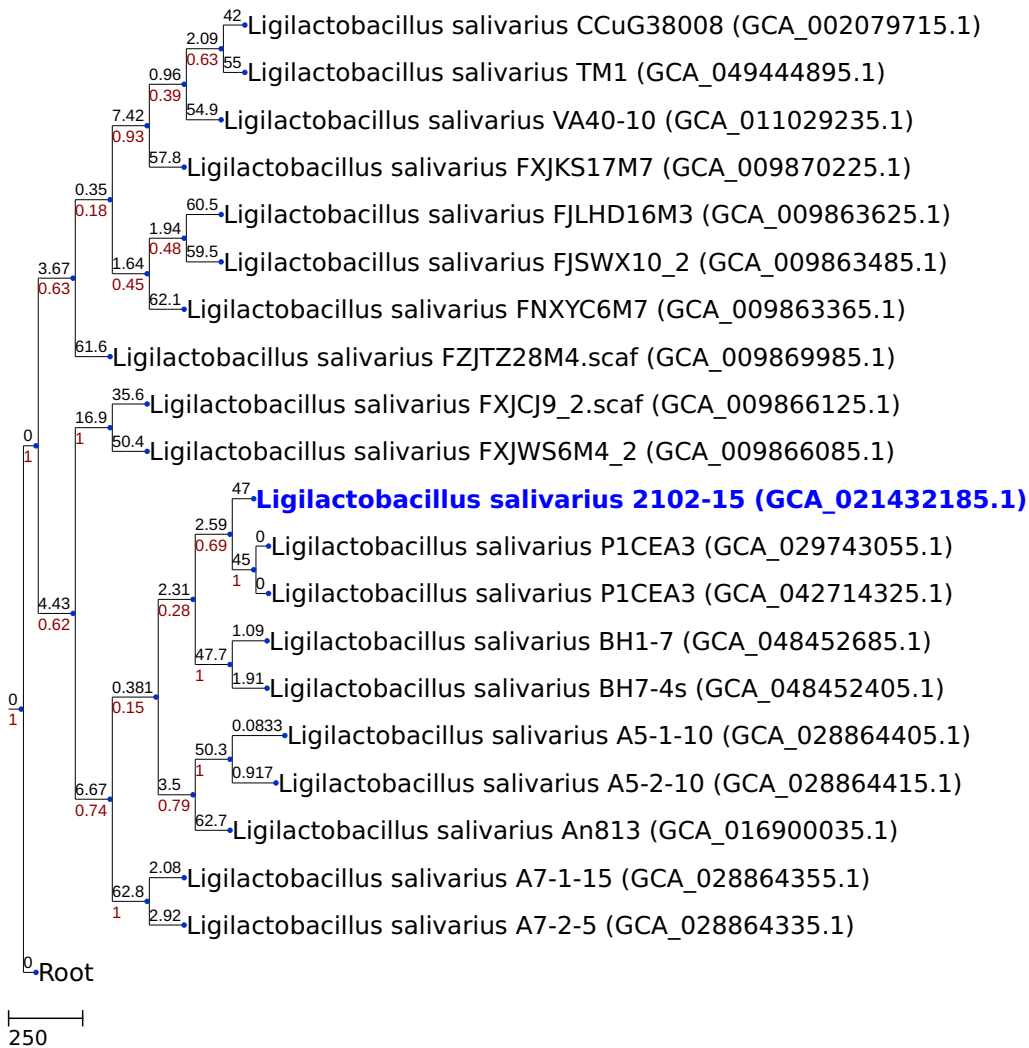 42
Ligilactobacillus salivarius CCuG38008 (GCA_002079715.1)
2.09
0.63
55
Ligilactobacillus salivarius TM1 (GCA_049444895.1)
0.96
0.39
54.9
Ligilactobacillus salivarius VA40-10 (GCA_011029235.1)
7.42
0.93
57.8
Ligilactobacillus salivarius FXJKS17M7 (GCA_009870225.1)
0.35
0.18
60.5
Ligilactobacillus salivarius FJLHD16M3 (GCA_009863625.1)
1.94
0.48
59.5
Ligilactobacillus salivarius FJSWX10_2 (GCA_009863485.1)
1.64
0.45
62.1
Ligilactobacillus salivarius FNXYC6M7 (GCA_009863365.1)
3.67
0.63
61.6
Ligilactobacillus salivarius FZJTZ28M4.scaf (GCA_009869985.1)
35.6
Ligilactobacillus salivarius FXJCJ9_2.scaf (GCA_009866125.1)
16.9
1
50.4
Ligilactobacillus salivarius FXJWS6M4_2 (GCA_009866085.1)
0
1
47
Ligilactobacillus salivarius 2102-15 (GCA_021432185.1)
2.59
0.69
0
Ligilactobacillus salivarius P1CEA3 (GCA_029743055.1)
45
1
0
Ligilactobacillus salivarius P1CEA3 (GCA_042714325.1)
2.31
0.28
4.43
0.62
1.09
Ligilactobacillus salivarius BH1-7 (GCA_048452685.1)
47.7
1
1.91
Ligilactobacillus salivarius BH7-4s (GCA_048452405.1)
0.381
0.15
0
1
0.0833
Ligilactobacillus salivarius A5-1-10 (GCA_028864405.1)
50.3
1
0.917
Ligilactobacillus salivarius A5-2-10 (GCA_028864415.1)
3.5
0.79
6.67
0.74
62.7
Ligilactobacillus salivarius An813 (GCA_016900035.1)
2.08
Ligilactobacillus salivarius A7-1-15 (GCA_028864355.1)
62.8
1
2.92
Ligilactobacillus salivarius A7-2-5 (GCA_028864335.1)
0
Root
250